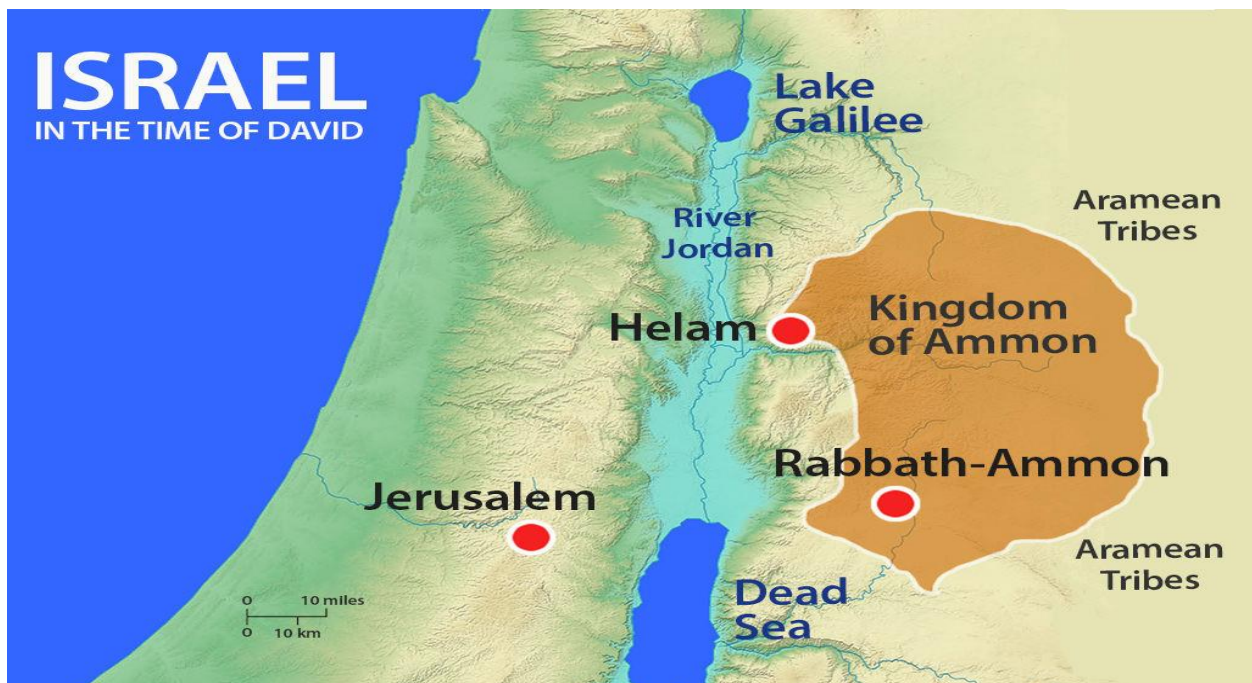 ISRAEL
IN THE TIME OF DAVID
Lake
Galilee
Aramean
Tribes
River
Jordan
Kingdom
of Ammon
Helam
Rabbath-Ammon
Jerusalem
Aramean
Tribes
Dead
Sea
0 10 miles
0 10 km